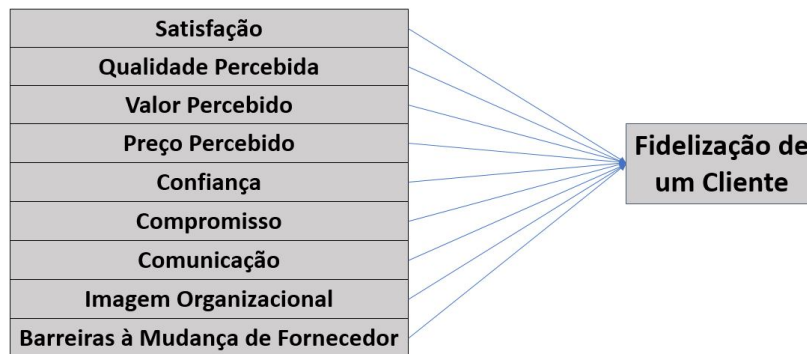 Satisfação
Qualidade Percebida
Valor Percebido
Preço Percebido
Confiança
Compromisso
Comunicação
Imagem Organizacional
Barreiras à Mudança de Fornecedor
Fidelização de
um Cliente